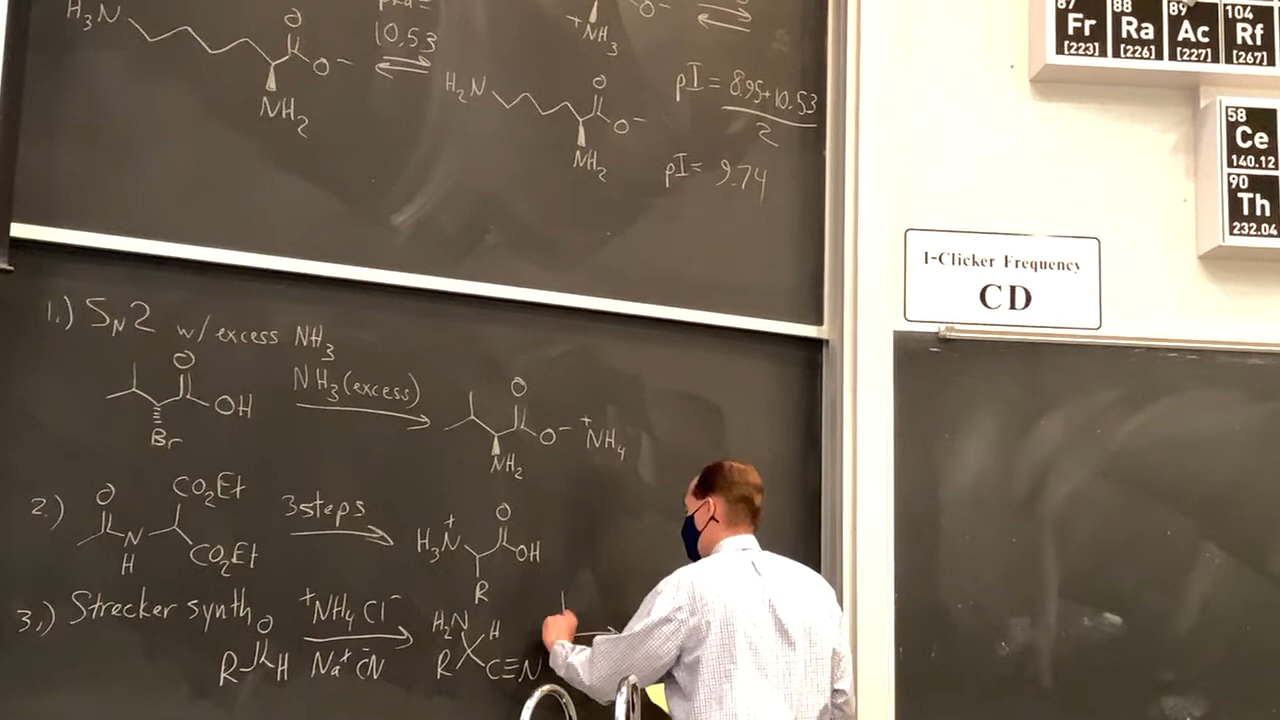 H₃N
O
O⁻
NH₂
10.53
⁺NH₃
O⁻
H₂N
O
O⁻
NH₂
pI = 8.95+10.53
2
pI = 9.74
87 88 89 104
Fr Ra Ac Rf
[223] [226] [227] [267]
58
Ce
140.12
90
Th
232.04
I-Clicker Frequency
CD
1.) SN2 w/ excess NH₃
O
OH
Br
NH₃ (excess)
O
O⁻ ⁺NH₄
NH₂
2.)
O
N
H
CO₂Et
CO₂Et
3 steps
H₃N⁺
O
OH
R
3.) Strecker synth
O
R H
⁺NH₄ Cl⁻
Na⁺ ⁻CN
H₂N
H
R C≡N